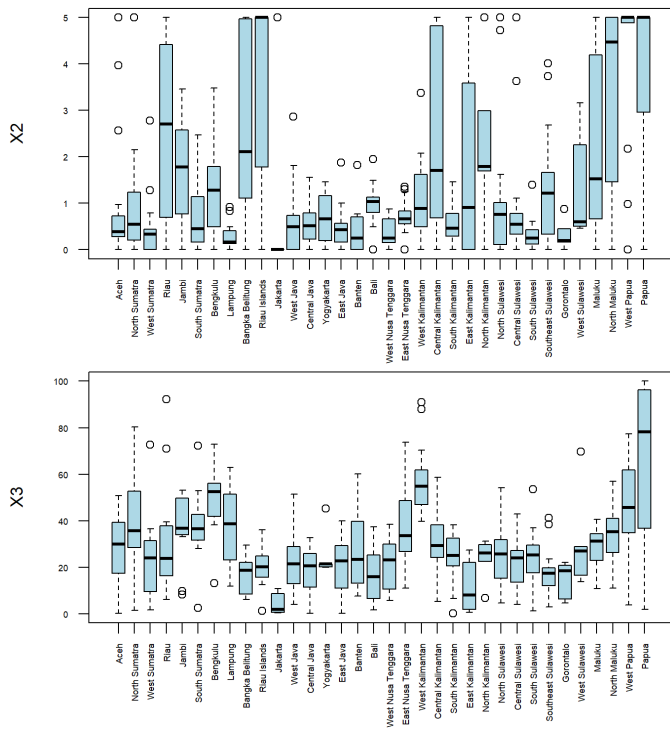 X2
5
4
3
2
1
0
Aceh
North Sumatra
West Sumatra
Riau
Jambi
South Sumatra
Bengkulu
Lampung
Bangka Belitung
Riau Islands
Jakarta
West Java
Central Java
Yogyakarta
East Java
Banten
Bali
West Nusa Tenggara
East Nusa Tenggara
West Kalimantan
Central Kalimantan
South Kalimantan
East Kalimantan
North Kalimantan
North Sulawesi
Central Sulawesi
South Sulawesi
Southeast Sulawesi
Gorontalo
West Sulawesi
Maluku
North Maluku
West Papua
Papua
X3
100
80
60
40
20
0
Aceh
North Sumatra
West Sumatra
Riau
Jambi
South Sumatra
Bengkulu
Lampung
Bangka Belitung
Riau Islands
Jakarta
West Java
Central Java
Yogyakarta
East Java
Banten
Bali
West Nusa Tenggara
East Nusa Tenggara
West Kalimantan
Central Kalimantan
South Kalimantan
East Kalimantan
North Kalimantan
North Sulawesi
Central Sulawesi
South Sulawesi
Southeast Sulawesi
Gorontalo
West Sulawesi
Maluku
North Maluku
West Papua
Papua